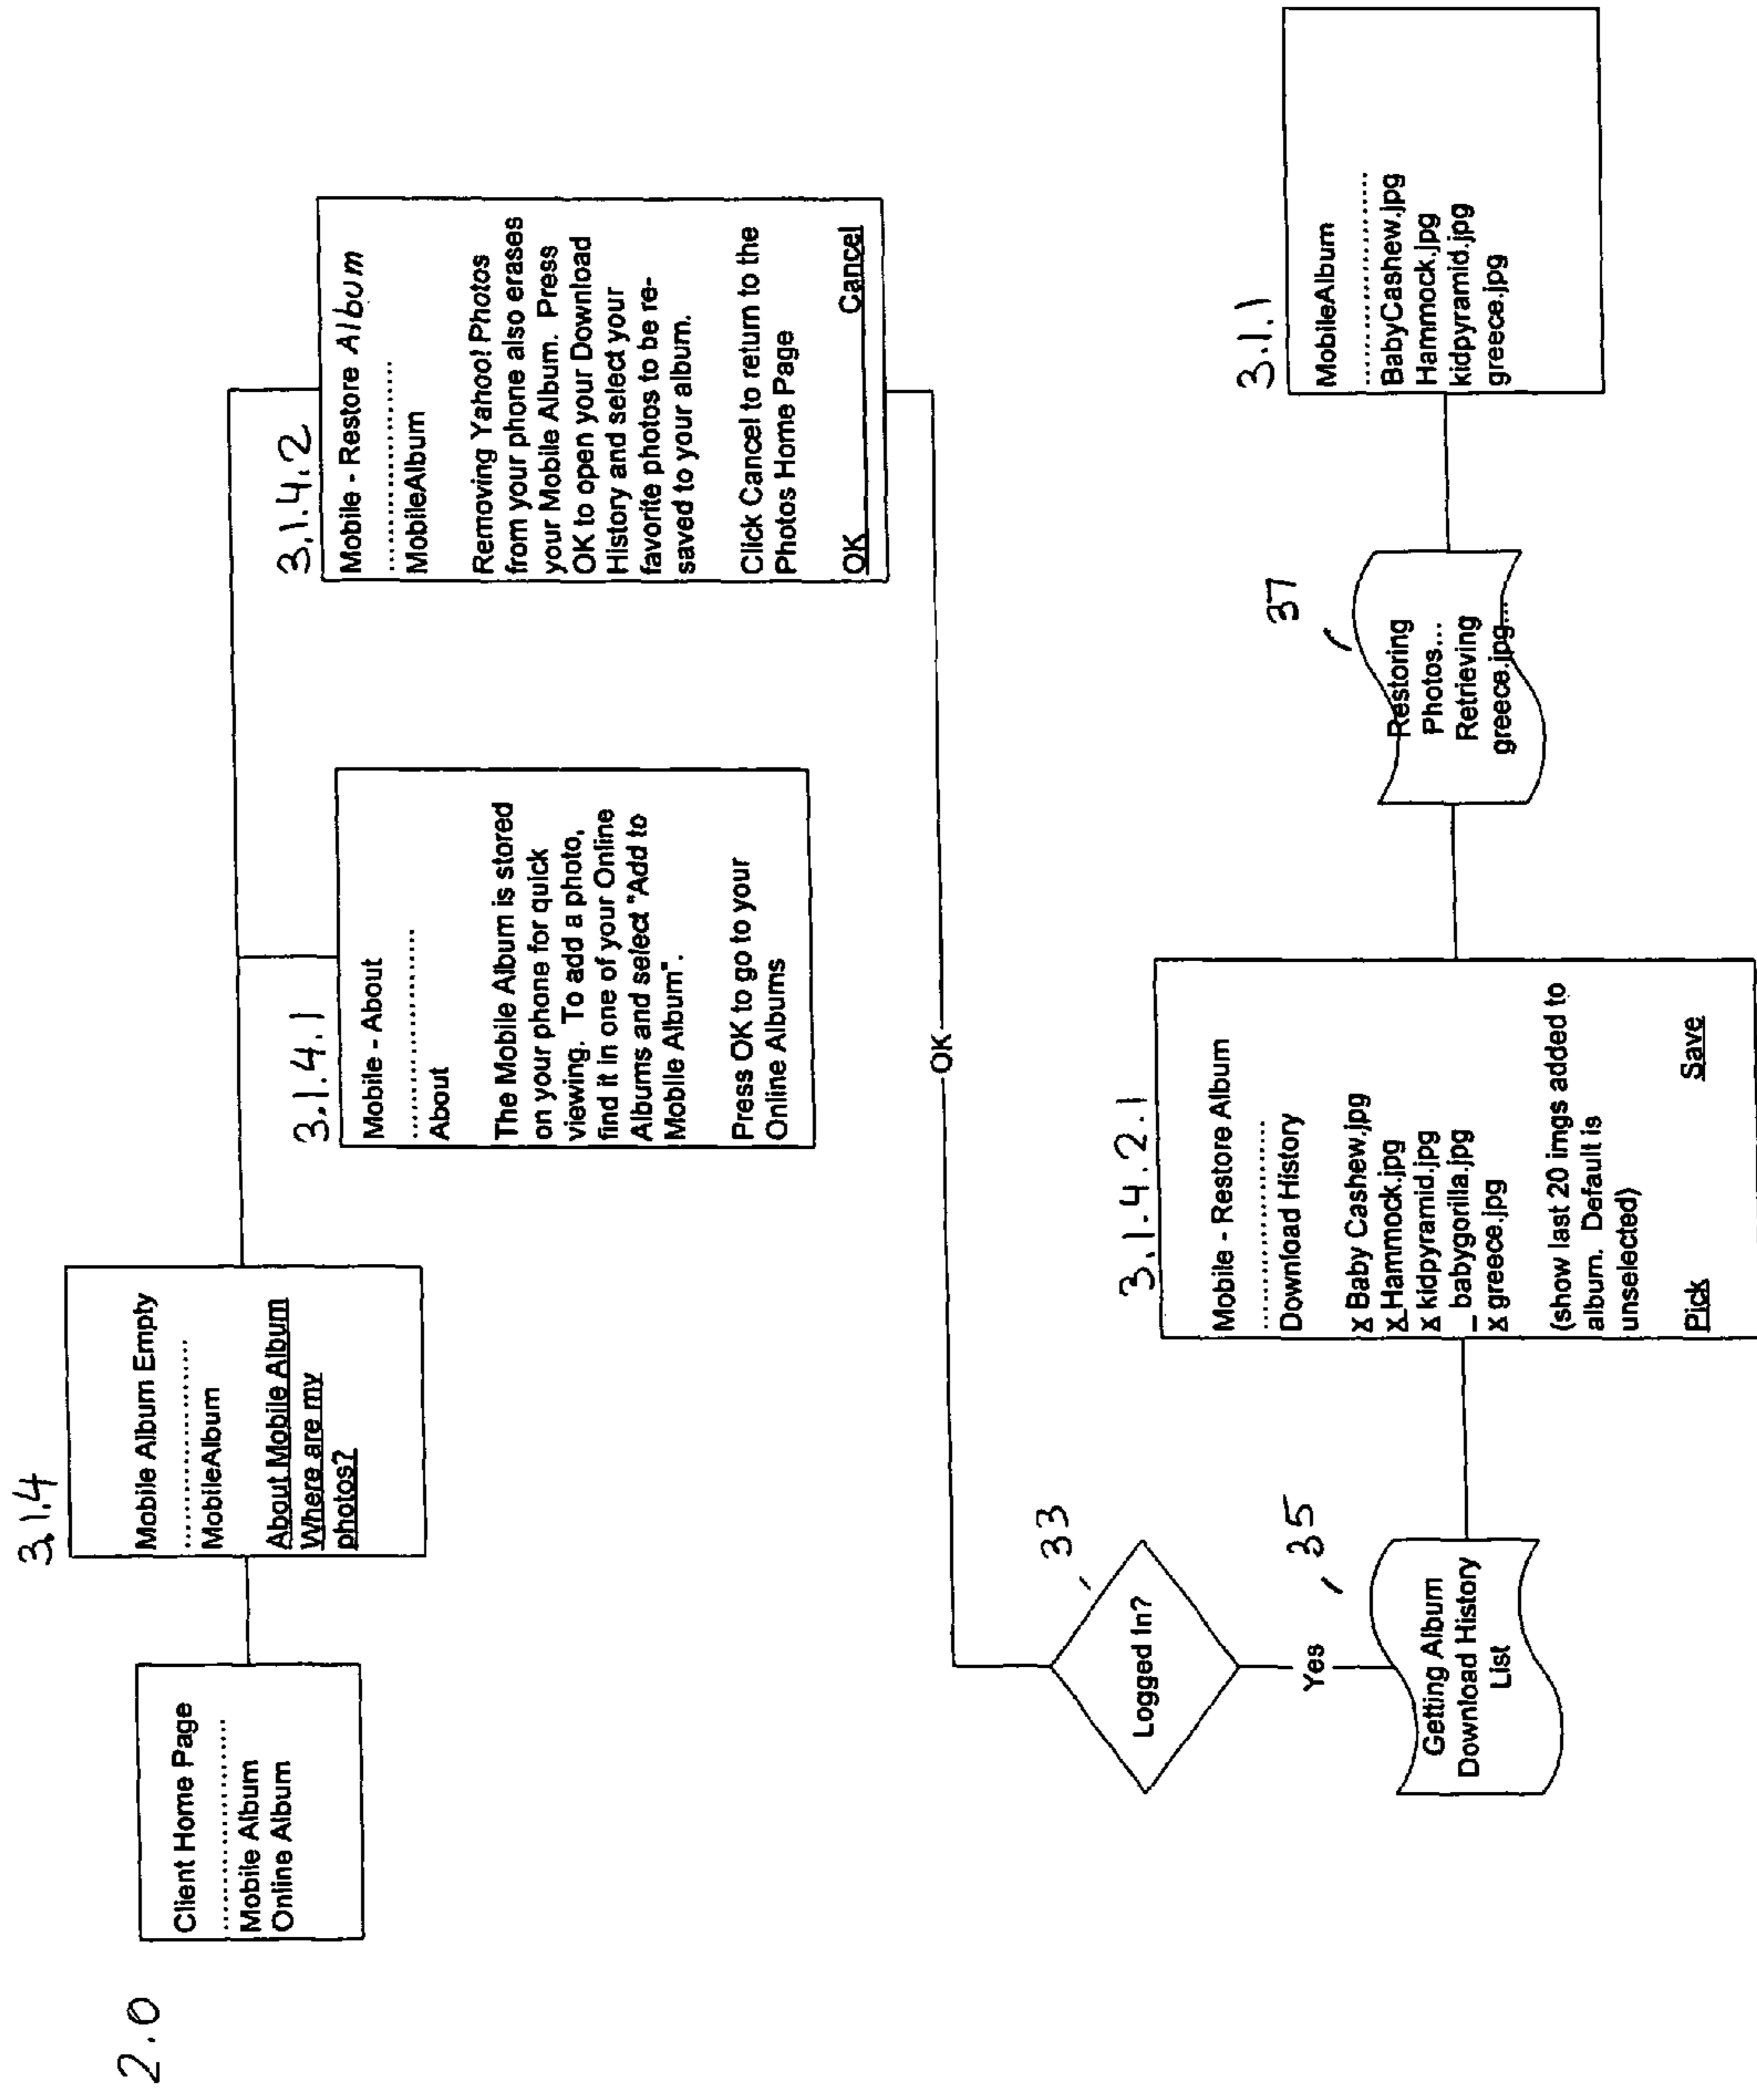 2.0
Client Home Page
..............................
Mobile Album
Online Album
3.1.4
Mobile Album Empty
..........................
MobileAlbum
About Mobile Album
Where are my
photos?
3.1.4.1
Mobile - About
..........................
About
The Mobile Album is stored
on your phone for quick
viewing. To add a photo,
find it in one of your Online
Albums and select "Add to
Mobile Album".
Press OK to go to your
Online Albums
3.1.4.2
Mobile - Restore Album
..........................
MobileAlbum
Removing Yahoo! Photos
from your phone also erases
your Mobile Album. Press
OK to open your Download
History and select your
favorite photos to be re-
saved to your album.
Click Cancel to return to the
Photos Home Page
OK Cancel
OK
33
Logged In?
Yes
35
Getting Album
Download History
List
3.1.4.2.1
Mobile - Restore Album
....................
Download History
X Baby Cashew.jpg
X_Hammock.jpg
x kidpyramid.jpg
_ babygorilla.jpg
x greece.jpg
(show last 20 imgs added to
album. Default is
unselected)
Pick Save
37
Restoring
Photos...
Retrieving
greece.jpg...
3.1.1
MobileAlbum
..........................
BabyCashew.jpg
Hammock.jpg
kidpyramid.jpg
greece.jpg